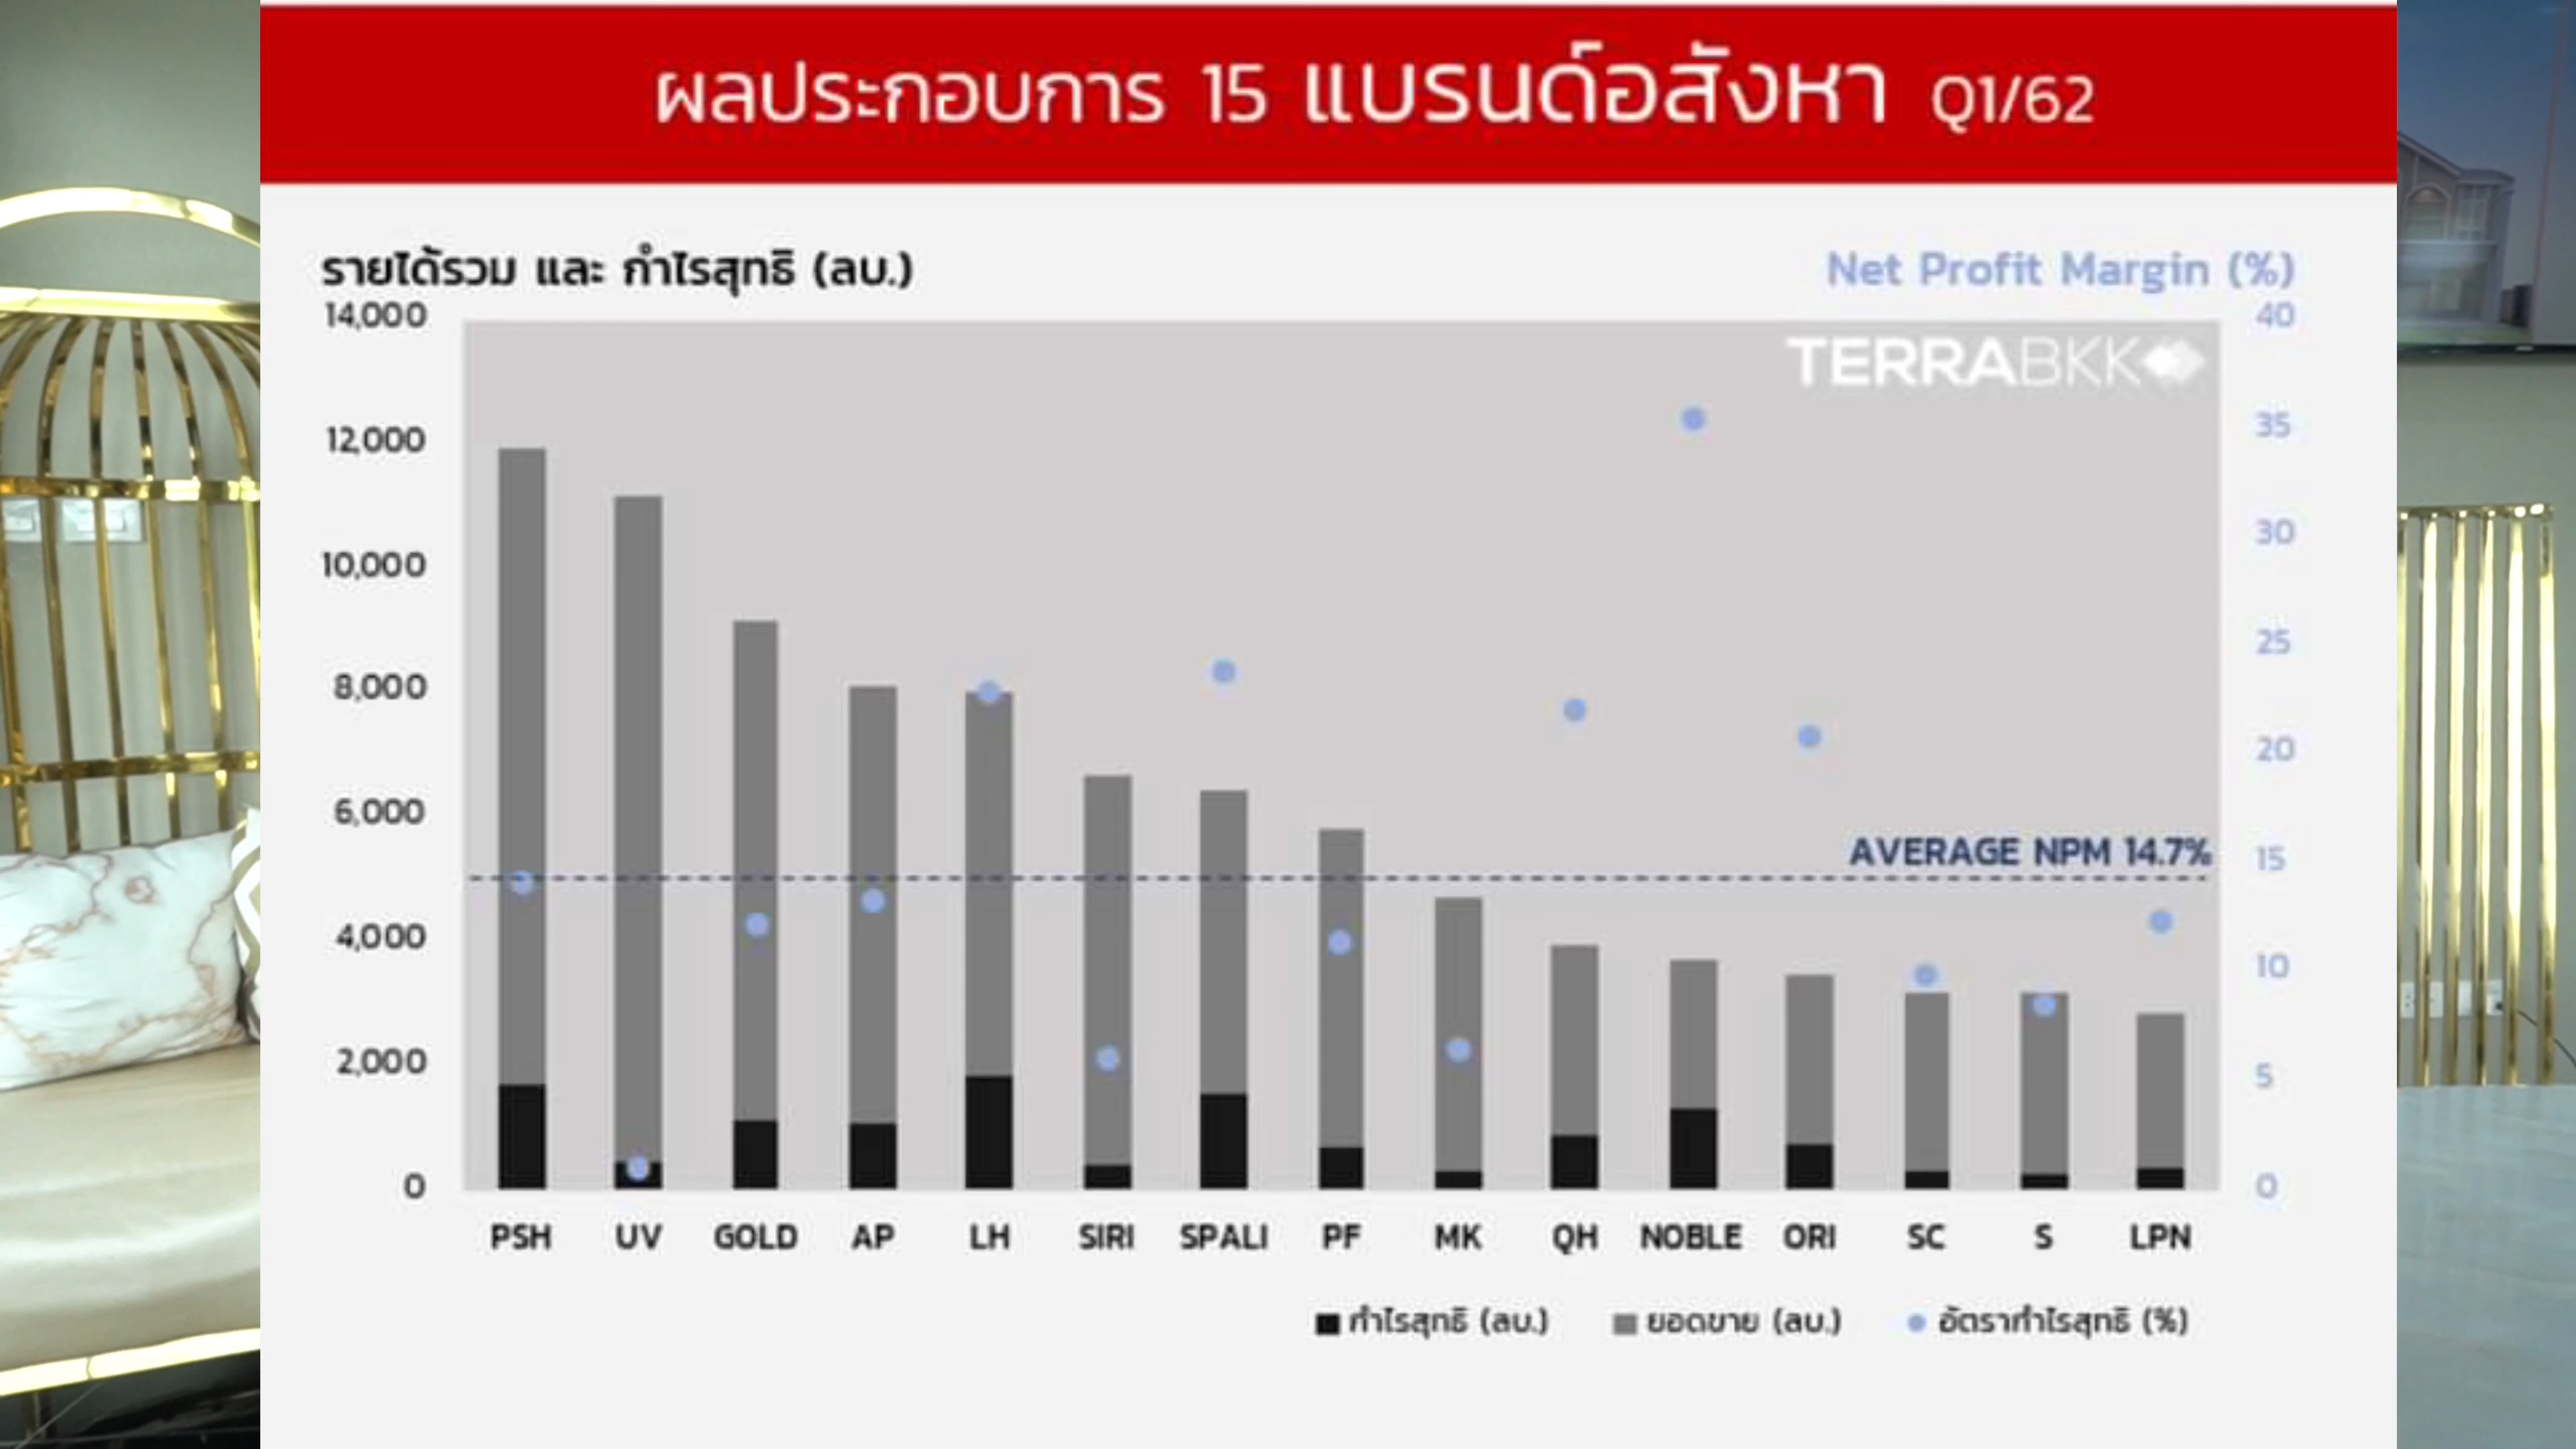 ผลประกอบการ 15 แบรนด์อสังหา Q1/62
รายได้รวม และ กำไรสุทธิ (ลบ.)
Net Profit Margin (%)
14,000
12,000
10,000
8,000
6,000
4,000
2,000
0
40
35
30
25
20
15
10
5
0
TERRABKK
AVERAGE NPM 14.7%
PSH UV GOLD AP LH SIRI SPALI PF MK QH NOBLE ORI SC S LPN
กำไรสุทธิ (ลบ.) ยอดขาย (ลบ.) อัตรากำไรสุทธิ (%)